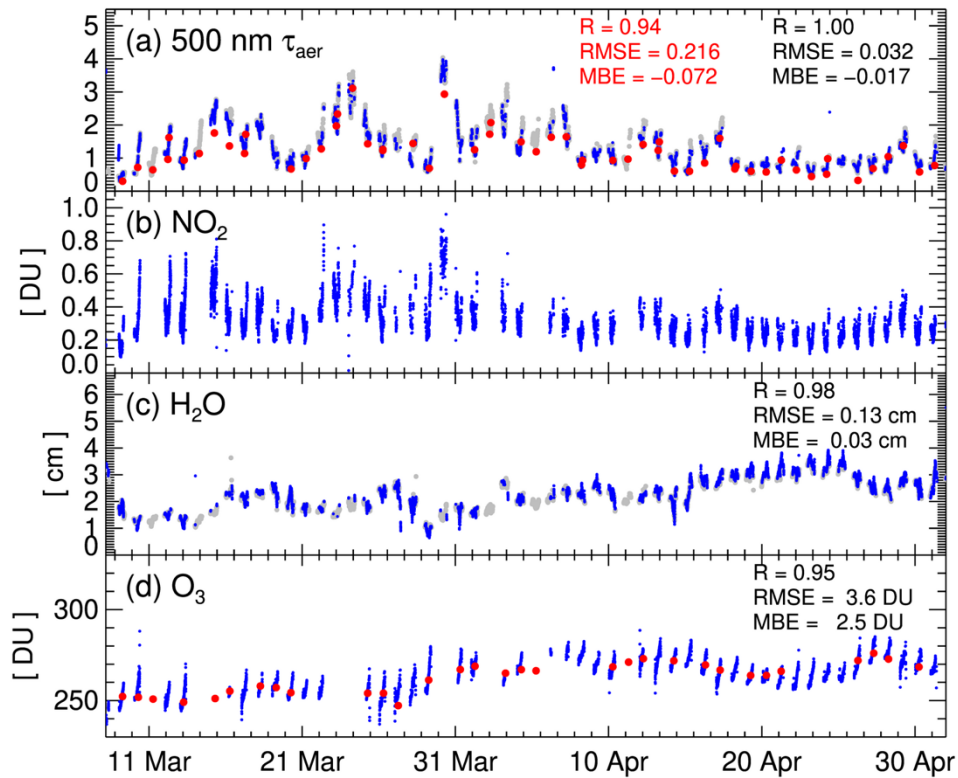 (a) 500 nm τaer
R = 0.94
RMSE = 0.216
MBE = −0.072
R = 1.00
RMSE = 0.032
MBE = −0.017
5
4
3
2
1
0
(b) NO2
[ DU ]
1.0
0.8
0.6
0.4
0.2
0.0
(c) H2O
R = 0.98
RMSE = 0.13 cm
MBE = 0.03 cm
[ cm ]
6
5
4
3
2
1
0
(d) O3
R = 0.95
RMSE = 3.6 DU
MBE = 2.5 DU
[ DU ]
300
250
11 Mar 21 Mar 31 Mar 10 Apr 20 Apr 30 Apr